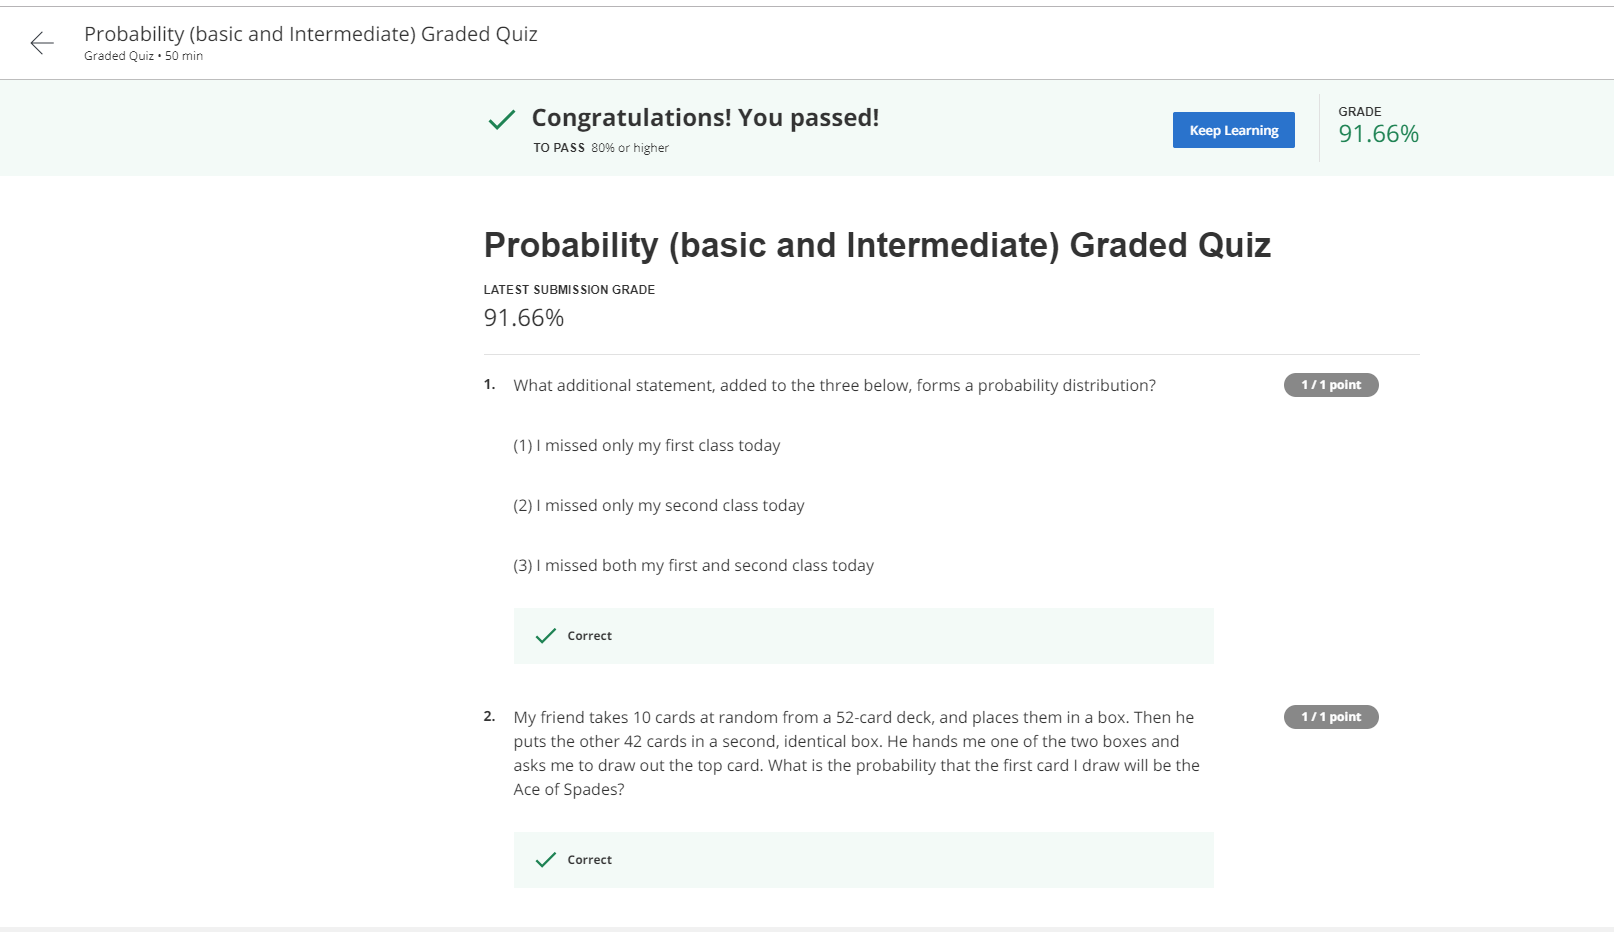 Probability (basic and Intermediate) Graded Quiz
Graded Quiz • 50 min
Congratulations! You passed!
TO PASS 80% or higher
Keep Learning
GRADE
91.66%
Probability (basic and Intermediate) Graded Quiz
LATEST SUBMISSION GRADE
91.66%
1. What additional statement, added to the three below, forms a probability distribution?
1 / 1 point
(1) I missed only my first class today
(2) I missed only my second class today
(3) I missed both my first and second class today
Correct
2. My friend takes 10 cards at random from a 52-card deck, and places them in a box. Then he
1 / 1 point
puts the other 42 cards in a second, identical box. He hands me one of the two boxes and
asks me to draw out the top card. What is the probability that the first card I draw will be the
Ace of Spades?
Correct